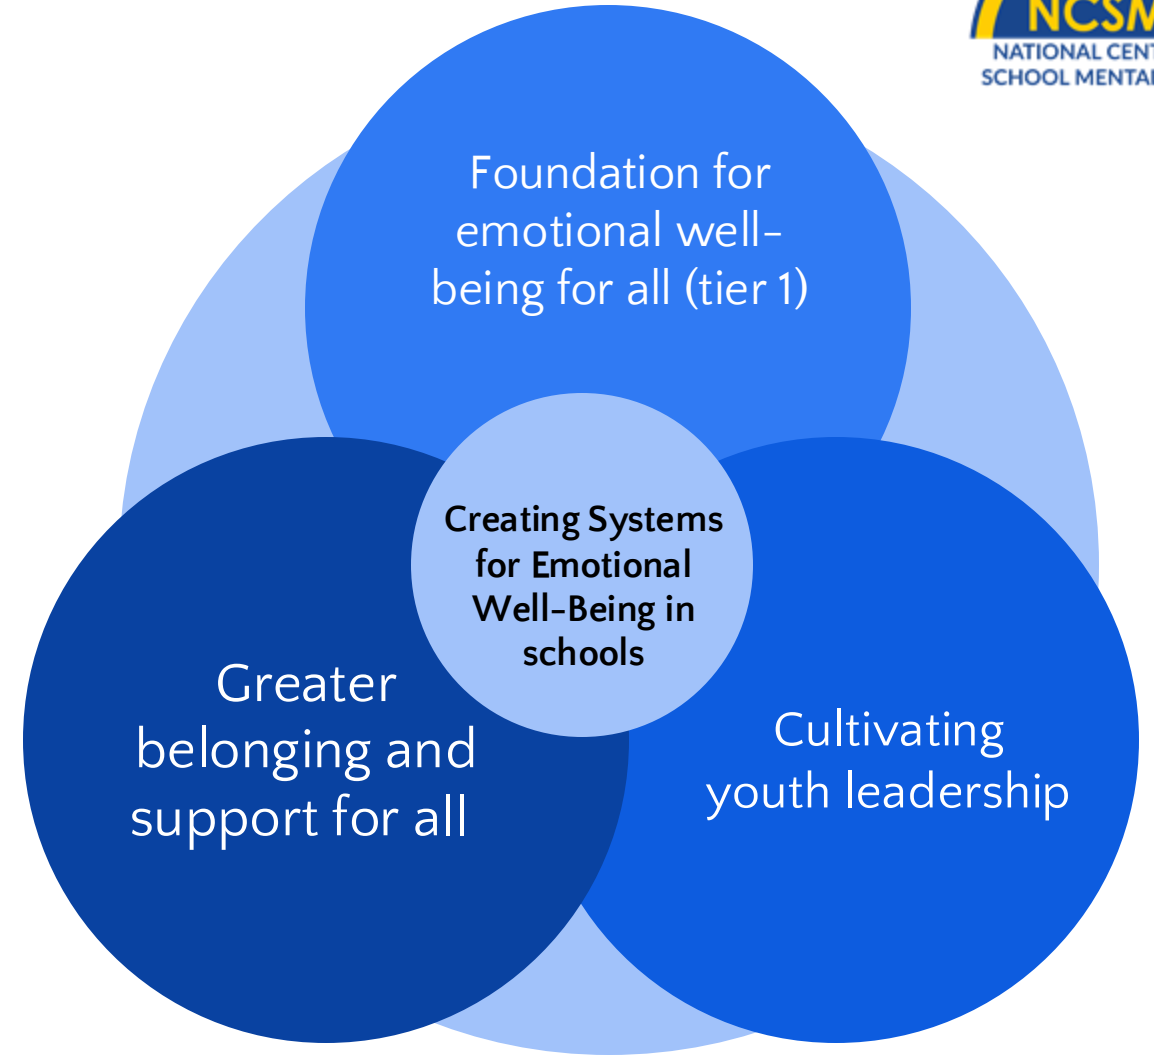 NCSM
NATIONAL CENT
SCHOOL MENTAL
Foundation for
emotional well-
being for all (tier 1)
Creating Systems
for Emotional
Well-Being in
schools
Greater
belonging and
support for all
Cultivating
youth leadership